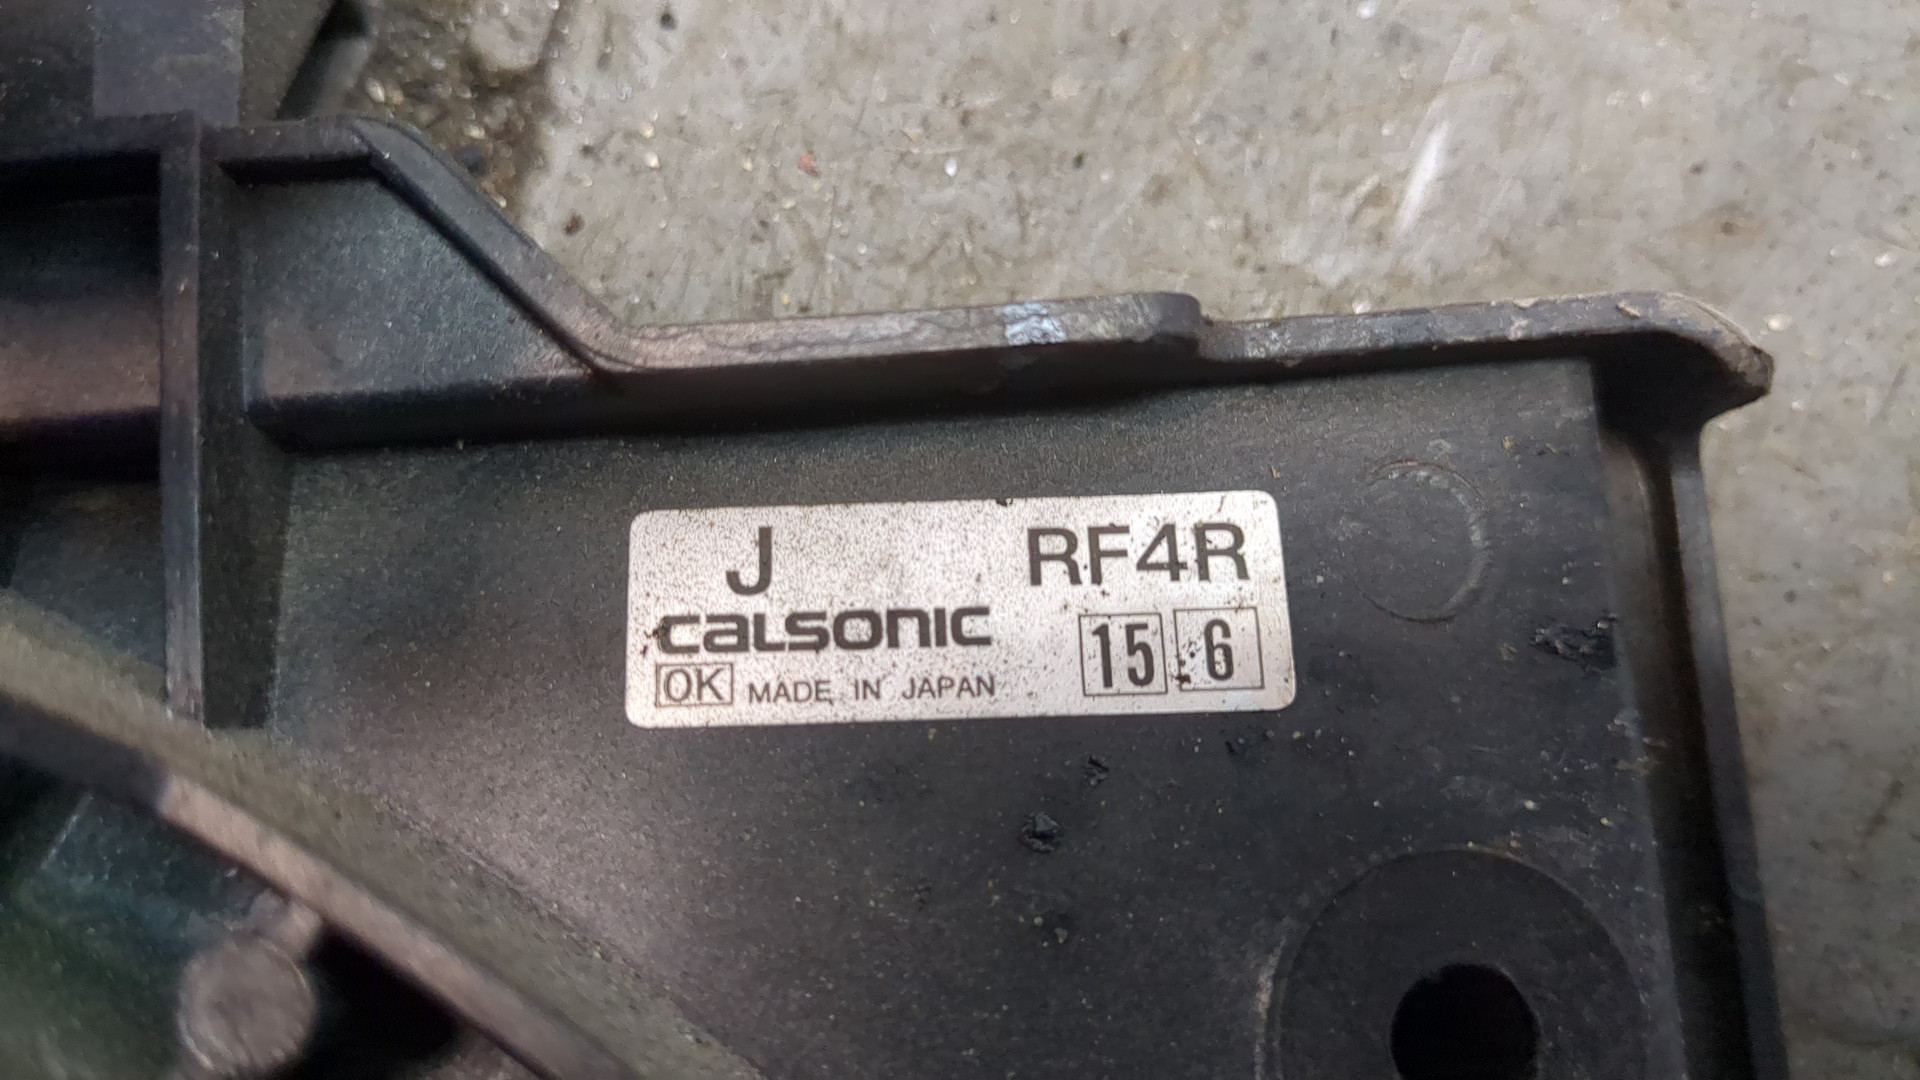 J RF4R
CALSONIC 15 6
OK MADE IN JAPAN